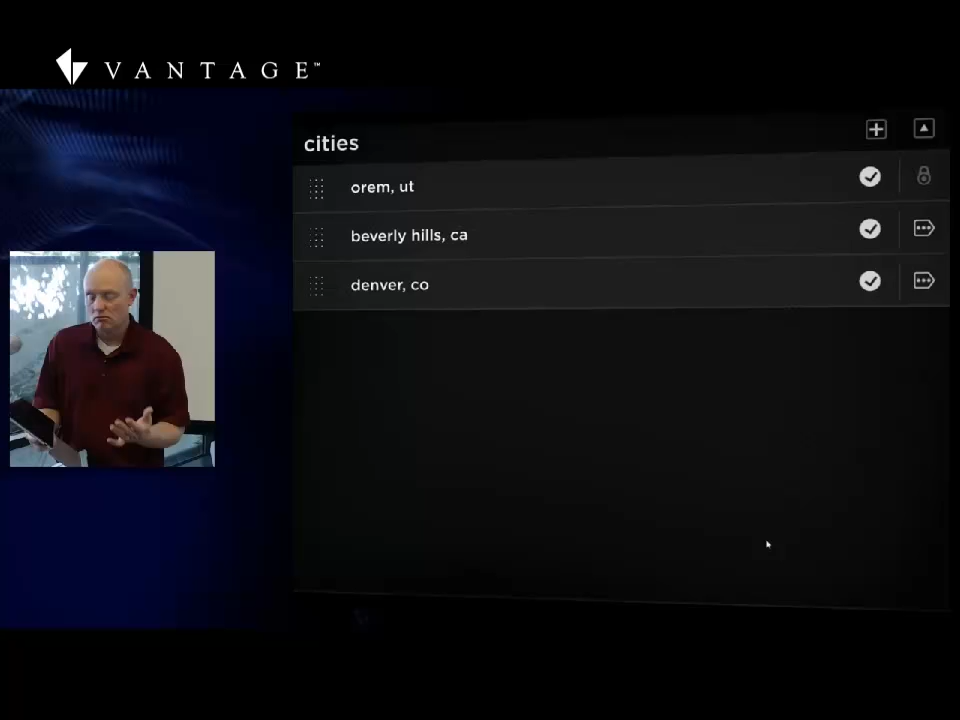 VANTAGE™
cities
orem, ut
beverly hills, ca
denver, co